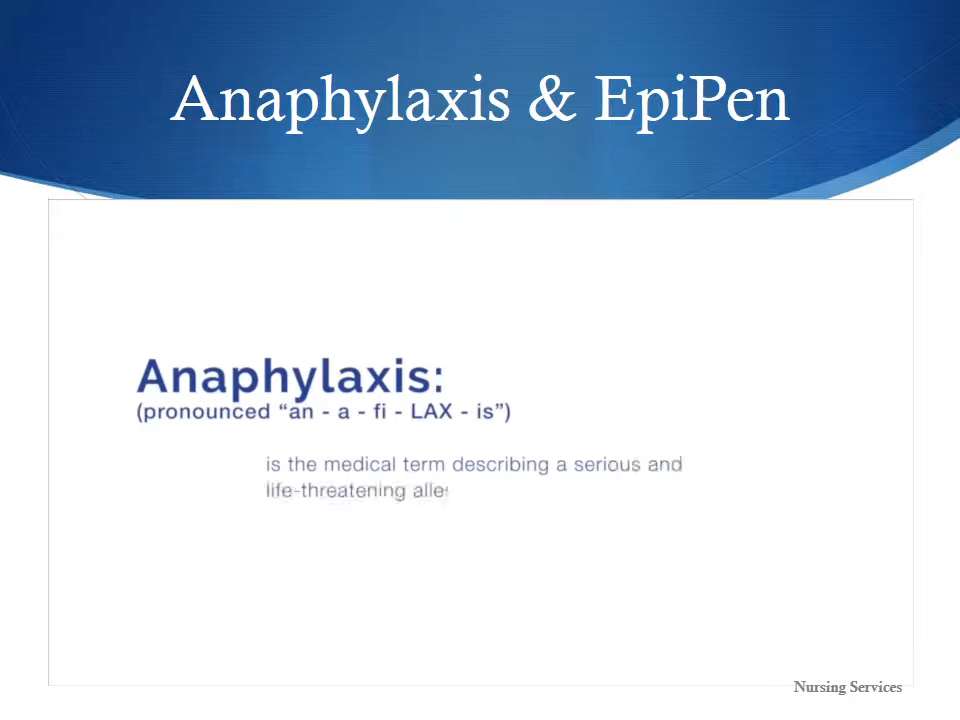 Anaphylaxis & EpiPen
Anaphylaxis:
(pronounced “an - a - fi - LAX - is”)
is the medical term describing a serious and
life-threatening
Nursing Services